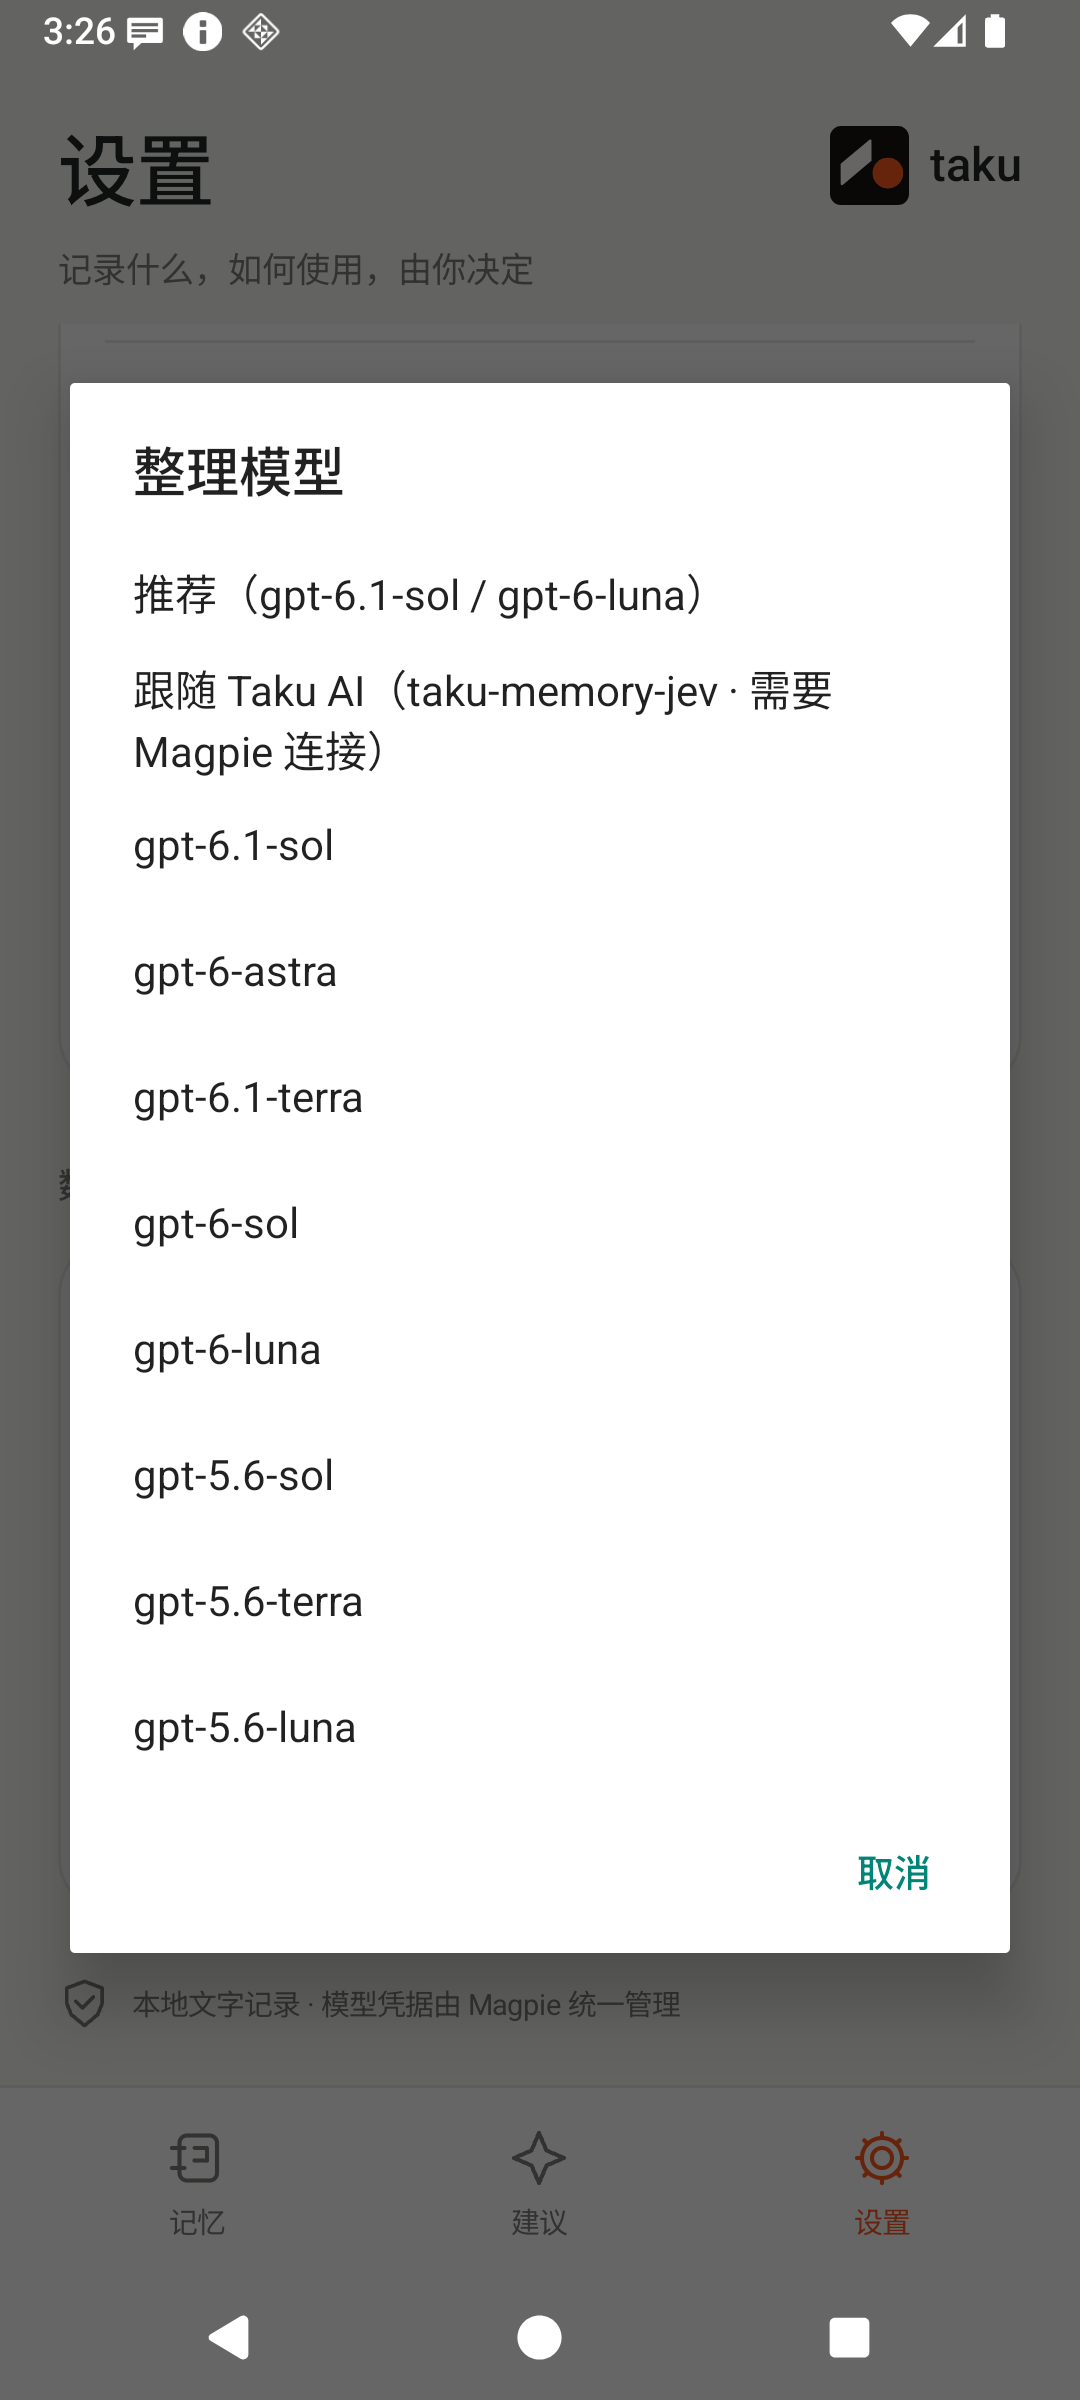 3:26
设置
taku
记录什么，如何使用，由你决定
整理模型
推荐（gpt-6.1-sol / gpt-6-luna）
跟随 Taku AI（taku-memory-jev · 需要
Magpie 连接）
gpt-6.1-sol
gpt-6-astra
gpt-6.1-terra
gpt-6-sol
gpt-6-luna
gpt-5.6-sol
gpt-5.6-terra
gpt-5.6-luna
取消
本地文字记录 · 模型凭据由 Magpie 统一管理
记忆
建议
设置